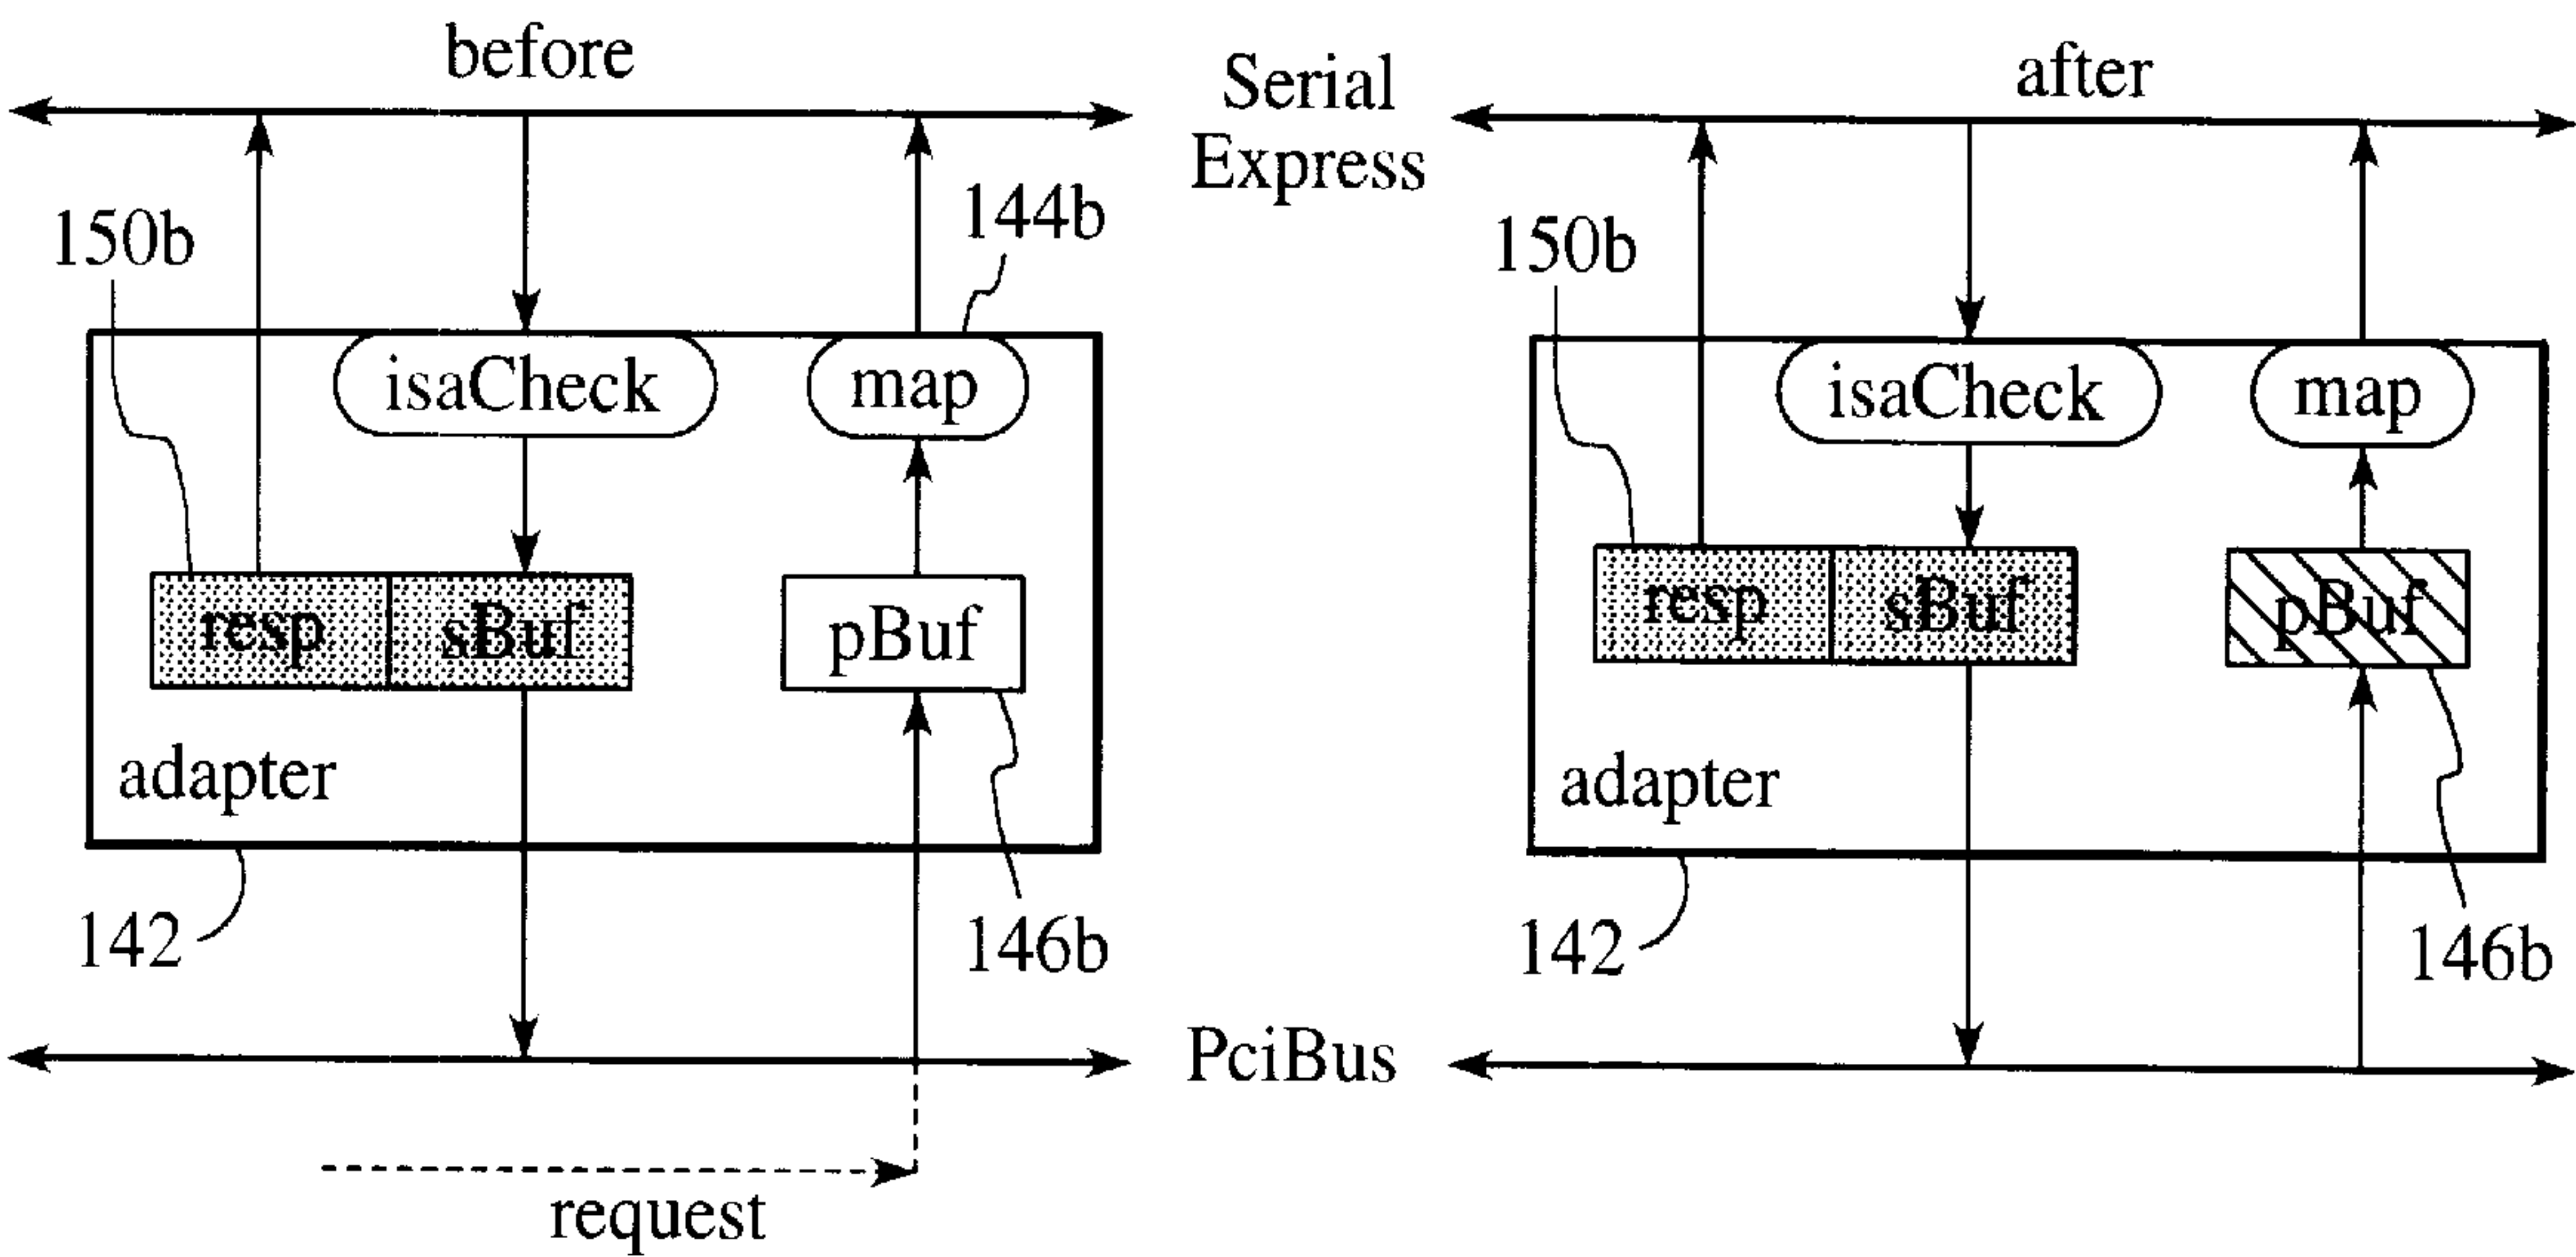 before
Serial
Express
after
150b
144b
150b
isaCheck
map
isaCheck
map
resp
sBuf
pBuf
resp
sBuf
pBuf
adapter
adapter
142
146b
142
146b
PciBus
request